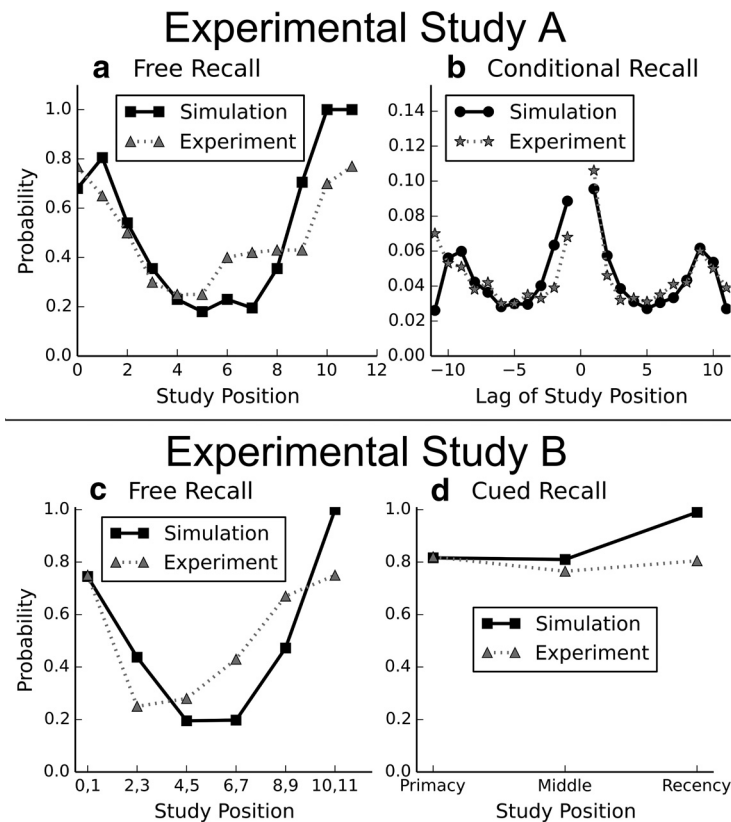 Experimental Study A
a Free Recall
b Conditional Recall
Simulation
Experiment
Simulation
Experiment
Probability
1.0
0.8
0.6
0.4
0.2
0.0
0 2 4 6 8 10 12
Study Position
0.14
0.12
0.10
0.08
0.06
0.04
0.02
0.00
−10 −5 0 5 10
Lag of Study Position
Experimental Study B
c Free Recall
d Cued Recall
Simulation
Experiment
Probability
1.0
0.8
0.6
0.4
0.2
0.0
0,1 2,3 4,5 6,7 8,9 10,11
Study Position
Simulation
Experiment
1.0
0.8
0.6
0.4
0.2
0.0
Primacy Middle Recency
Study Position